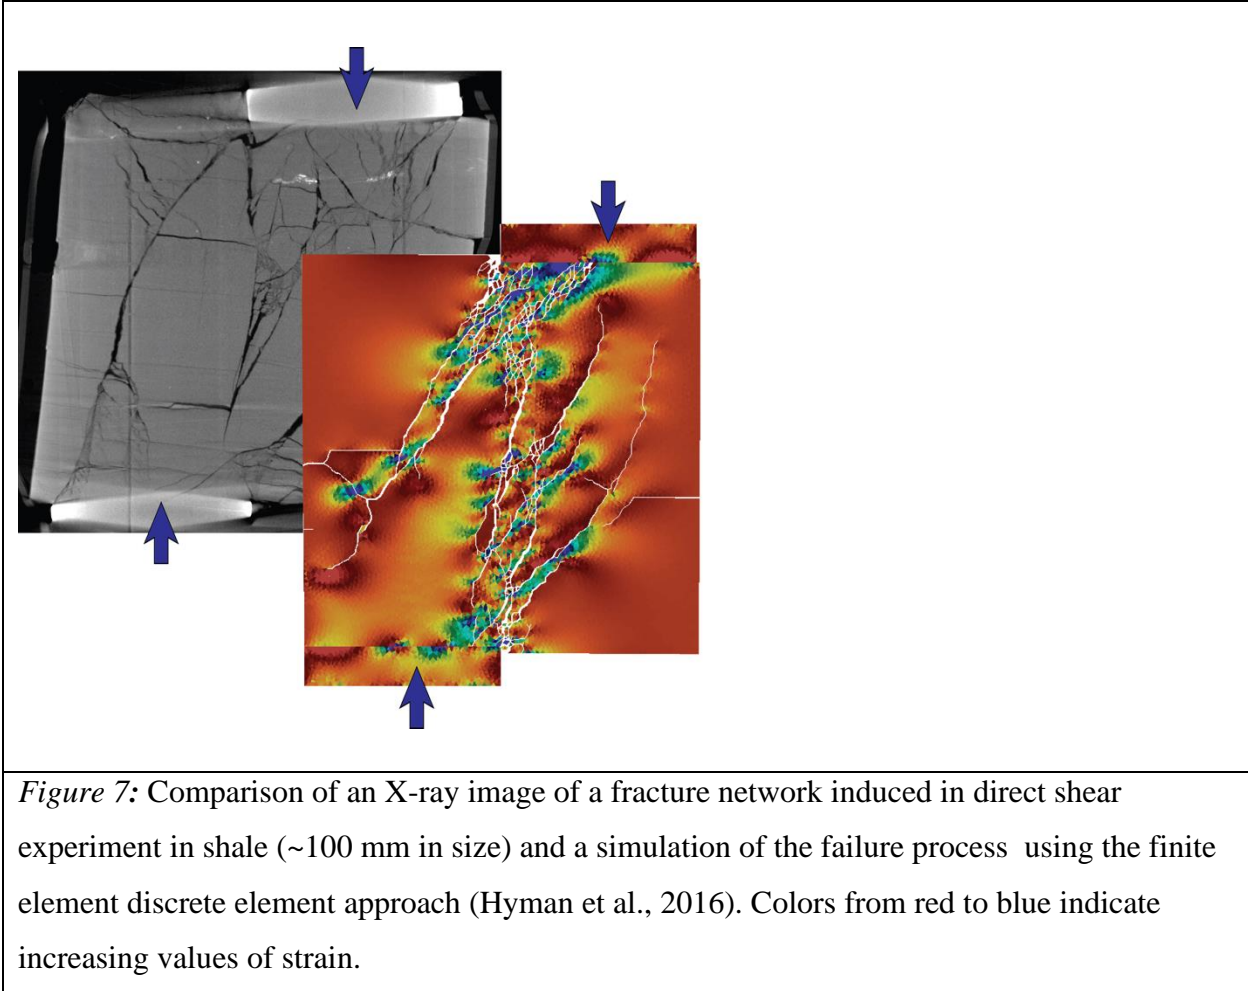 Figure 7: Comparison of an X-ray image of a fracture network induced in direct shear
experiment in shale (~100 mm in size) and a simulation of the failure process  using the finite
element discrete element approach (Hyman et al., 2016). Colors from red to blue indicate
increasing values of strain.